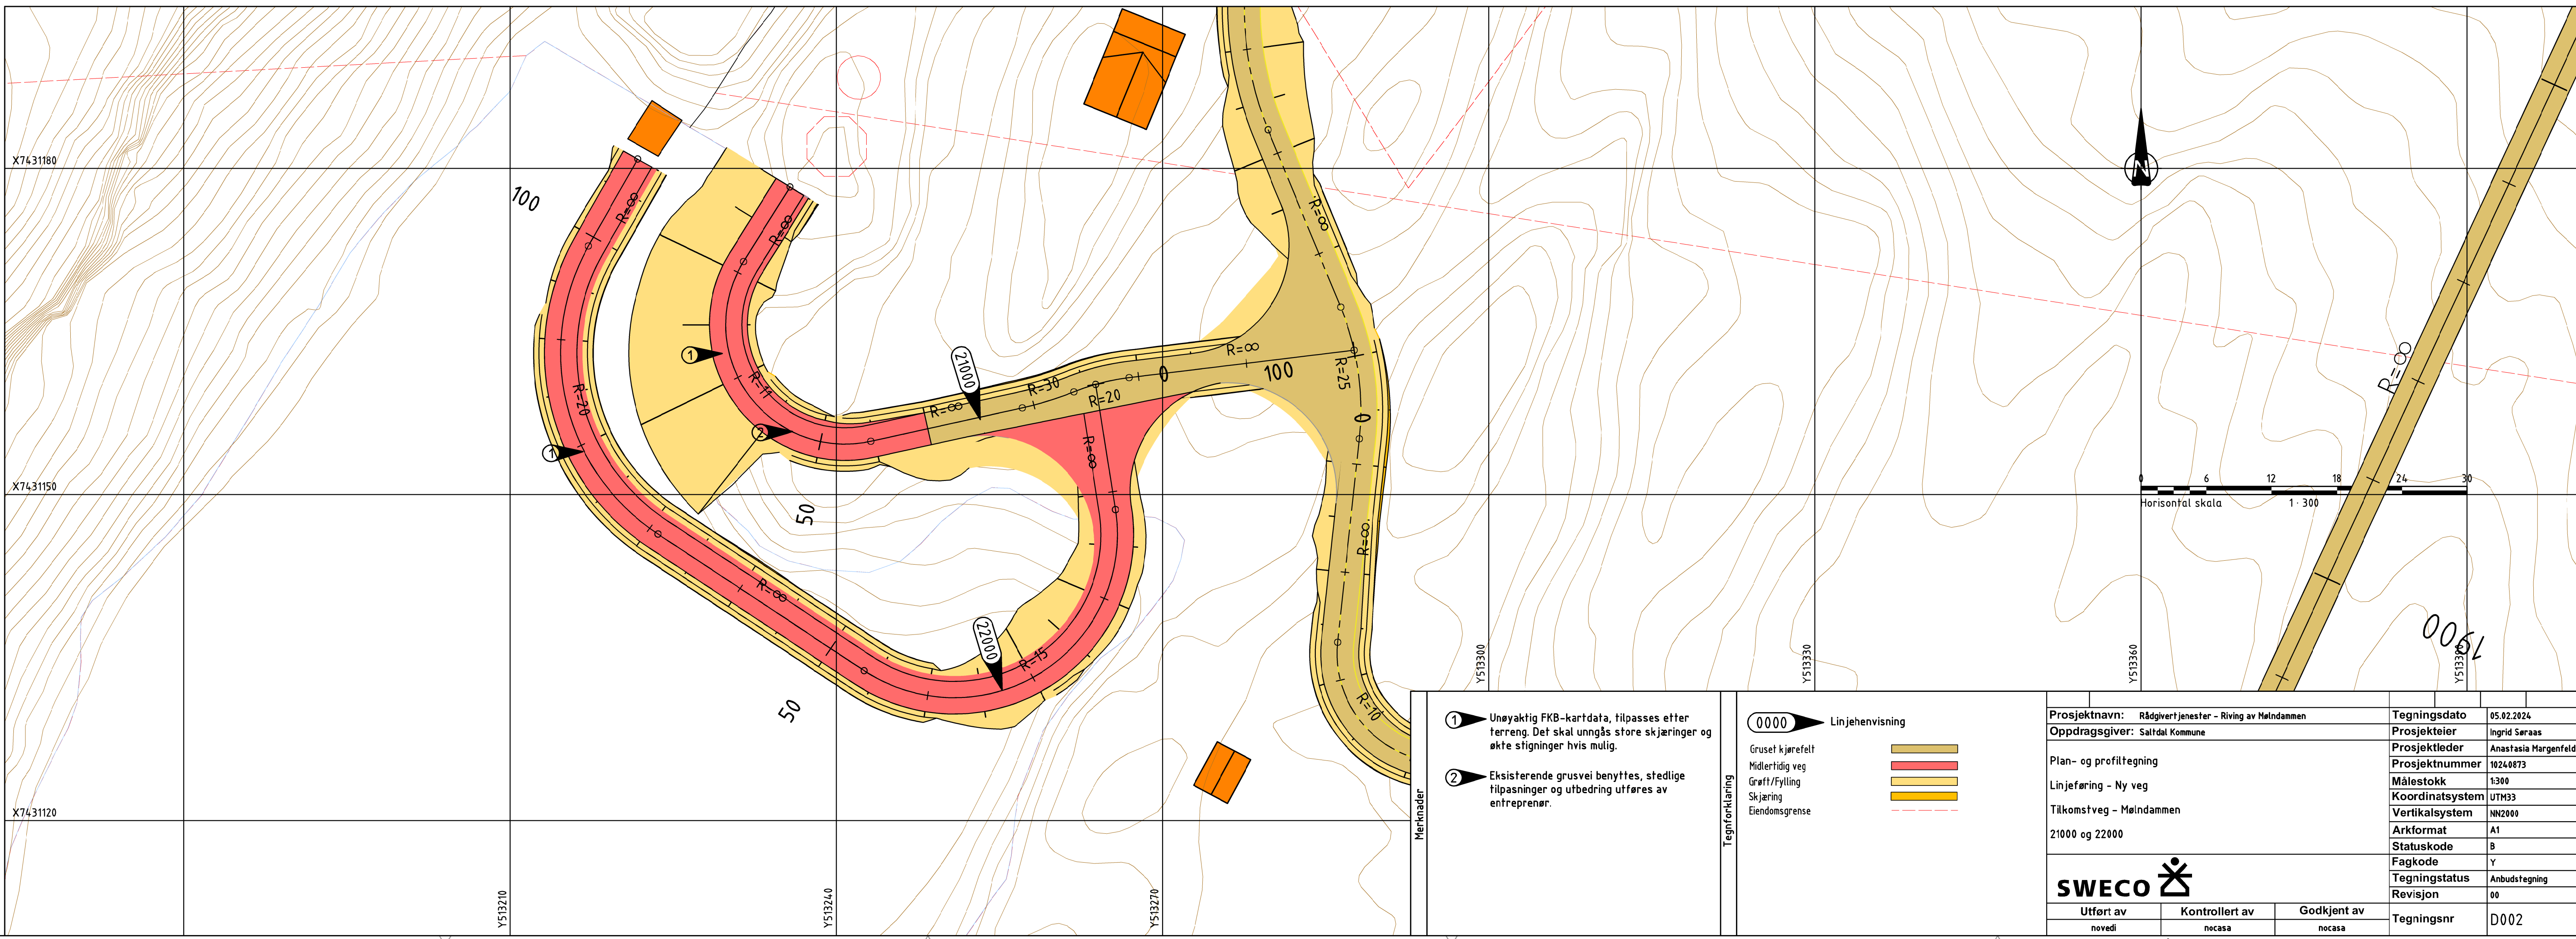 X7431180
X7431150
X7431120
Y513210
Y513240
Y513270
Y513300
Y513330
Y513360
100
R=∞
R=∞
R=20
R=11
1
1
2
21000
R=∞
R=30
R=20
R=∞
0
100
R=∞
R=25
0
R=∞
R=∞
50
R=∞
22000
R=15
50
R=10
R=∞
1900
N
0 6 12 18 24 30
Horisontal skala 1:300
Merknader
1 Unøyaktig FKB-kartdata, tilpasses etter
terreng. Det skal unngås store skjæringer og
økte stigninger hvis mulig.
2 Eksisterende grusvei benyttes, stedlige
tilpasninger og utbedring utføres av
entreprenør.
Tegnforklaring
0000 Linjehenvisning
Gruset kjørefelt
Midlertidig veg
Grøft/Fylling
Skjæring
Eiendomsgrense
Prosjektnavn: Rådgivertjenester - Riving av Mølndammen
Oppdragsgiver: Saltdal Kommune
Plan- og profiltegning
Linjeføring - Ny veg
Tilkomstveg - Mølndammen
21000 og 22000
SWECO
Utført av Kontrollert av Godkjent av
novedi nocasa nocasa
Tegningsdato 05.02.2024
Prosjekteier Ingrid Søraas
Prosjektleder Anastasia Margenfeld
Prosjektnummer 10240873
Målestokk 1:300
Koordinatsystem UTM33
Vertikalsystem NN2000
Arkformat A1
Statuskode B
Fagkode Y
Tegningstatus Anbudstegning
Revisjon 00
Tegningsnr D002